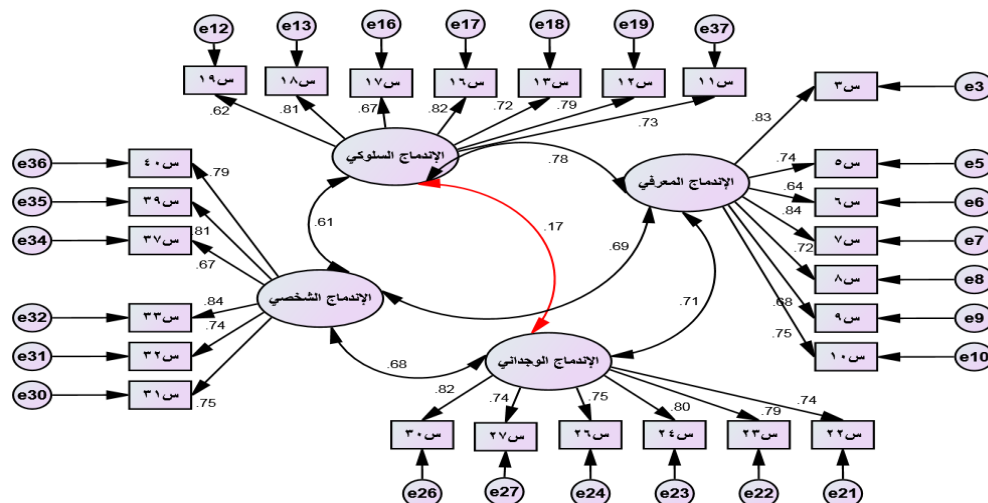 e12
e13
e16
e17
e18
e19
e37
س١٩
س١٨
س١٧
س١٦
س١٣
س١٢
س١١
.62
.81
.67
.82
.72
.79
.73
الإندماج السلوكي
س٣
e3
س٥
e5
س٦
e6
س٧
e7
س٨
e8
س٩
e9
س١٠
e10
.83
.74
.64
.84
.72
.68
.75
الإندماج المعرفي
e36
س٤٠
e35
س٣٩
e34
س٣٧
e32
س٣٣
e31
س٣٢
e30
س٣١
.79
.81
.67
.84
.74
.75
الإندماج الشخصي
.78
.61
.17
.69
.71
.68
الإندماج الوجداني
.82
.74
.75
.80
.79
.74
س٣٠
س٢٧
س٢٦
س٢٤
س٢٣
س٢٢
e26
e27
e24
e23
e22
e21